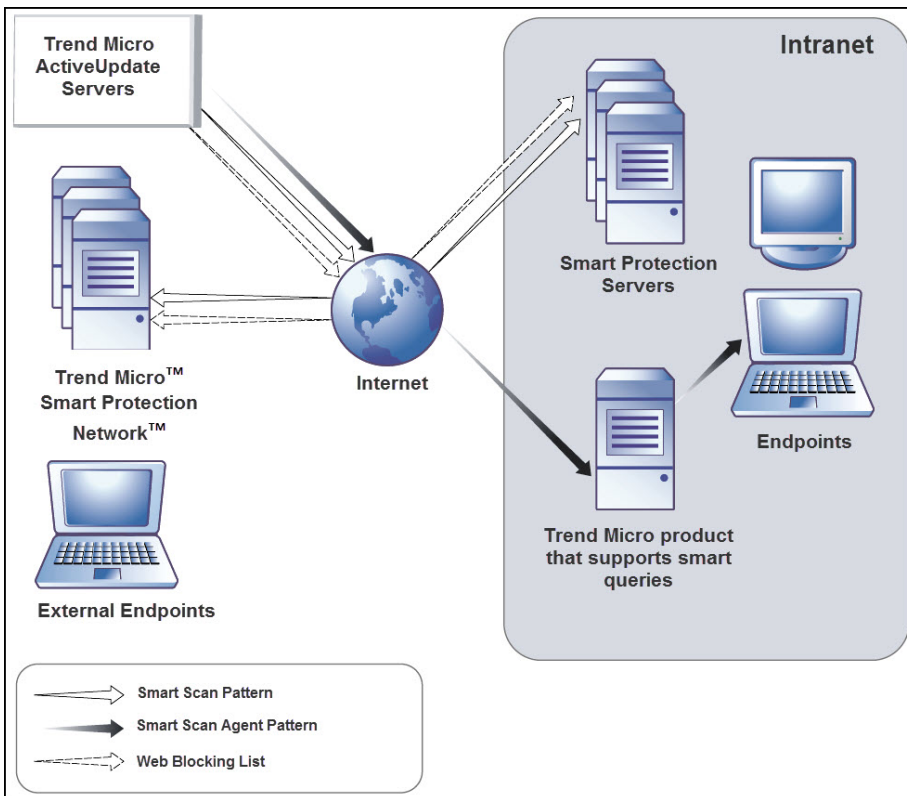 Trend Micro
ActiveUpdate
Servers
Intranet
Smart Protection
Servers
Internet
Trend Micro™
Smart Protection
Network™
Endpoints
Trend Micro product
that supports smart
queries
External Endpoints
Smart Scan Pattern
Smart Scan Agent Pattern
Web Blocking List